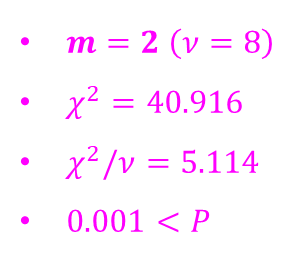 • m = 2 (ν = 8)
• χ² = 40.916
• χ²/ν = 5.114
• 0.001 < P